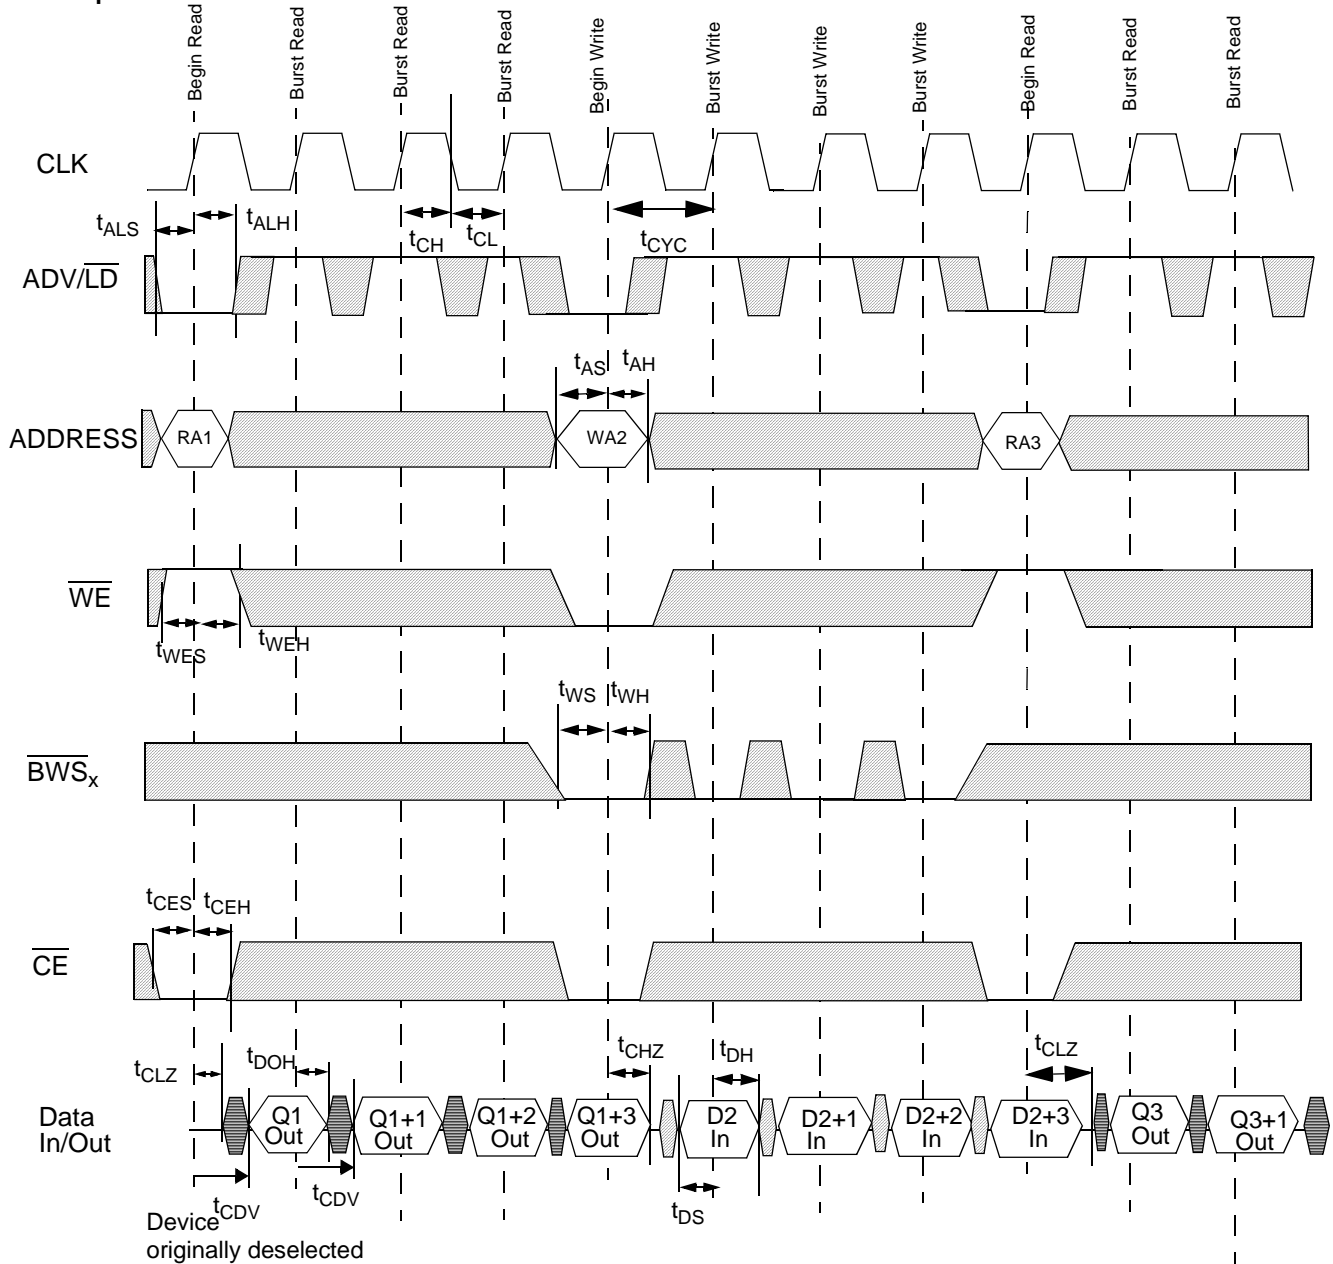 Begin Read
Burst Read
Burst Read
Burst Read
Begin Write
Burst Write
Burst Write
Burst Write
Begin Read
Burst Read
Burst Read
CLK
tALS
tALH
tCH
tCL
tCYC
ADV/LD
tAS
tAH
ADDRESS
RA1
WA2
RA3
WE
tWES
tWEH
tWS
tWH
BWSx
tCES
tCEH
CE
tCLZ
tDOH
tCHZ
tDH
tCLZ
Data
In/Out
Q1
Out
Q1+1
Out
Q1+2
Out
Q1+3
Out
D2
In
D2+1
In
D2+2
In
D2+3
In
Q3
Out
Q3+1
Out
tCDV
tCDV
tDS
Device
originally deselected